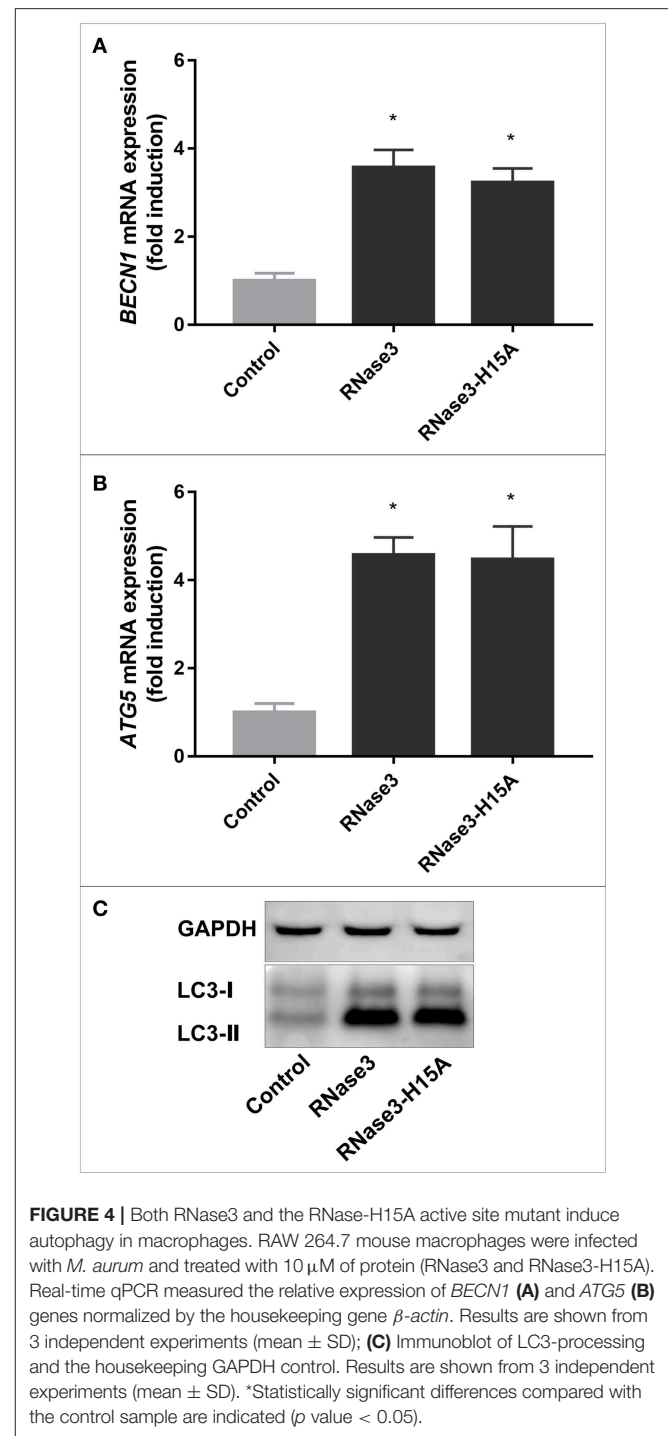 A
BECN1 mRNA expression
(fold induction)
6
4
2
0
*
*
Control
RNase3
RNase3-H15A
B
ATG5 mRNA expression
(fold induction)
6
4
2
0
*
*
Control
RNase3
RNase3-H15A
C
GAPDH
LC3-I
LC3-II
Control
RNase3
RNase3-H15A
FIGURE 4 | Both RNase3 and the RNase-H15A active site mutant induce
autophagy in macrophages. RAW 264.7 mouse macrophages were infected
with M. aurum and treated with 10 μM of protein (RNase3 and RNase3-H15A).
Real-time qPCR measured the relative expression of BECN1 (A) and ATG5 (B)
genes normalized by the housekeeping gene β-actin. Results are shown from
3 independent experiments (mean ± SD); (C) Immunoblot of LC3-processing
and the housekeeping GAPDH control. Results are shown from 3 independent
experiments (mean ± SD). *Statistically significant differences compared with
the control sample are indicated (p value < 0.05).